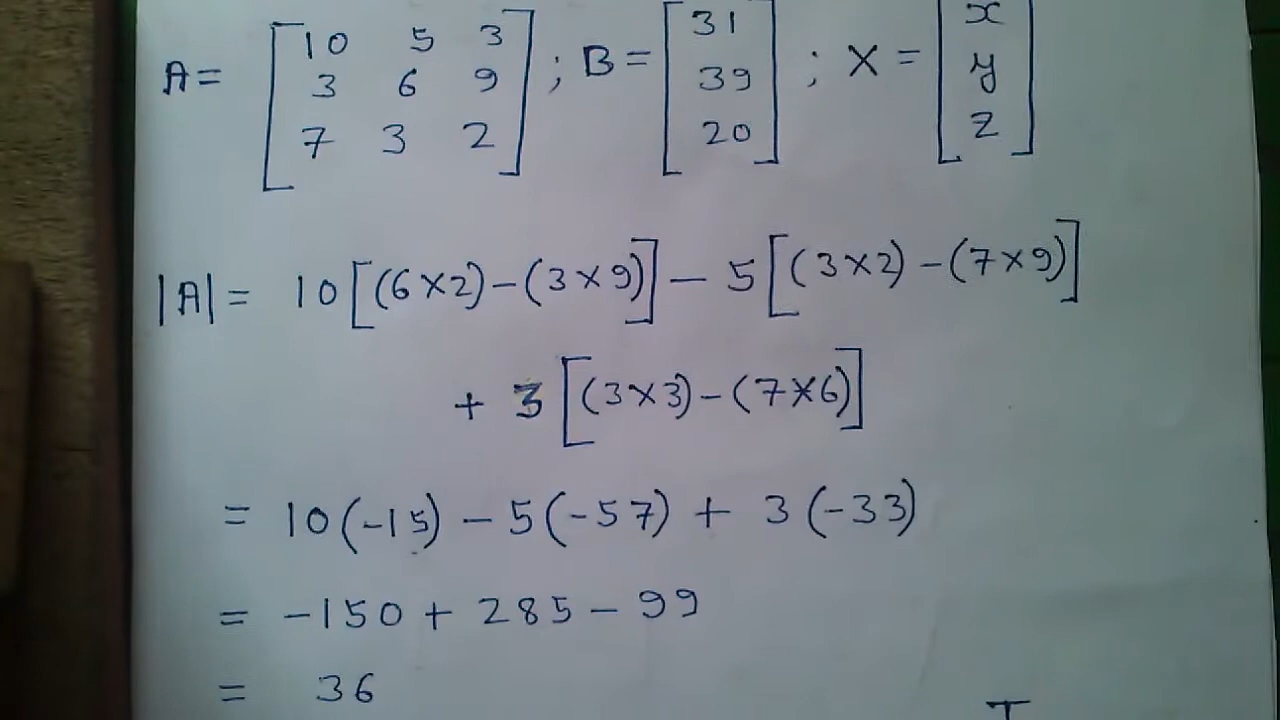 A = [ 10 5 3 ; B = [ 31 ; X = [ x
3 6 9 39 y
7 3 2 ] 20 ] z ]
|A| = 10[(6×2)-(3×9)] - 5[(3×2)-(7×9)]
+ 3[(3×3)-(7×6)]
= 10(-15) - 5(-57) + 3(-33)
= -150 + 285 - 99
= 36
T